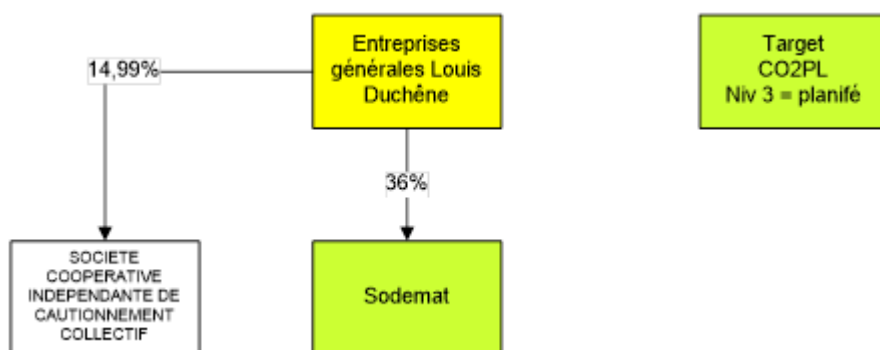 Entreprises
générales Louis
Duchêne
Target
CO2PL
Niv 3 = planifé
14,99%
36%
SOCIETE
COOPERATIVE
INDEPENDANTE DE
CAUTIONNEMENT
COLLECTIF
Sodemat